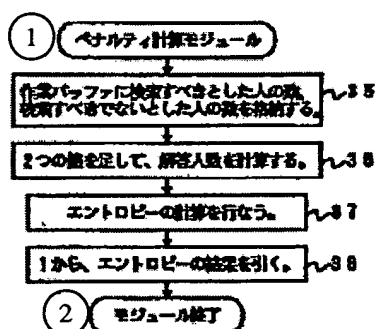 1
ペナルティ計算モジュール
作業バッファに検索すべきとした人の数、
検索すべきでないとした人の数を格納する。
35
2つの値を足して、解答人数を計算する。
36
エントロピーの計算を行なう。
37
1から、エントロピーの結果を引く。
38
2
モジュール終了